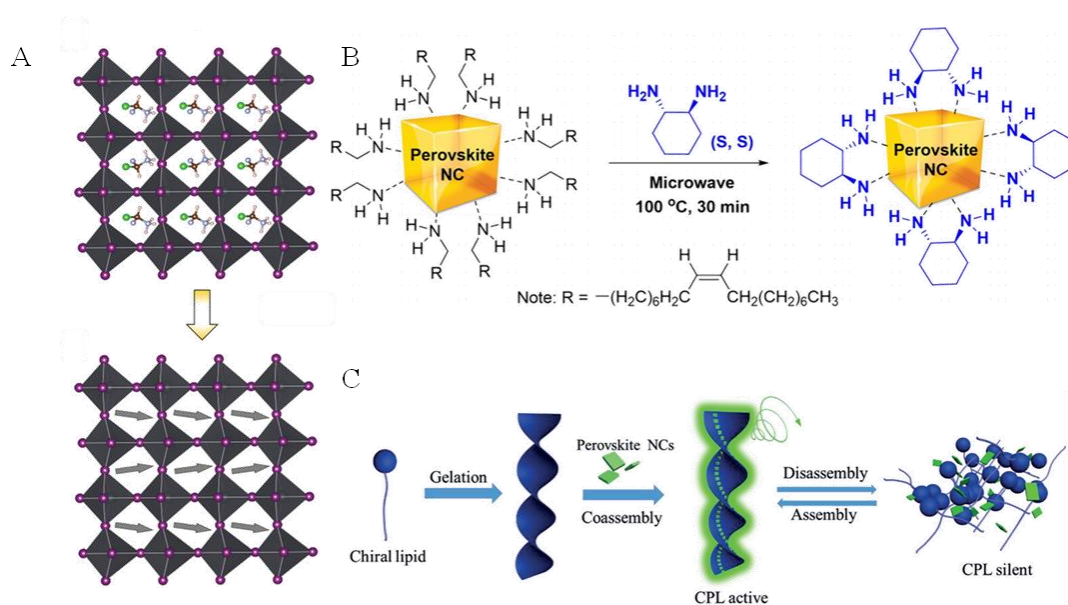 A
B
R
R
H
H
N
H
N
H
R
H
N
H
Perovskite
NC
H
N
H
R
R
H
N
H
H
N
H
R
H
N
H
H
N
H
R
R
H2N
NH2
(S, S)
Microwave
100 °C, 30 min
H
H
Note: R = —(H2C)6H2C
CH2(CH2)6CH3
H
N
H
N
H
H
H
N
H
N
H
H
Perovskite
NC
H
N
H
N
H
H
H
N
H
N
H
H
C
Chiral lipid
Gelation
Perovskite NCs
Coassembly
CPL active
Disassembly
Assembly
CPL silent